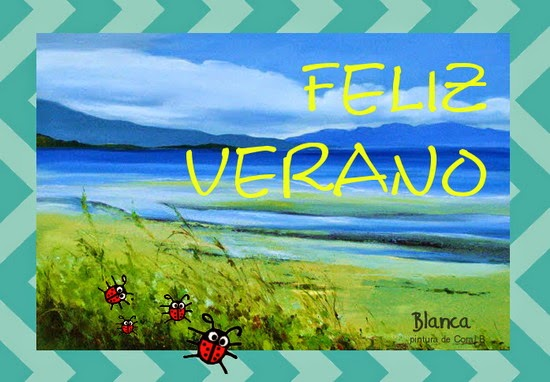 FELIZ
VERANO
Blanca
pintura de Coral B